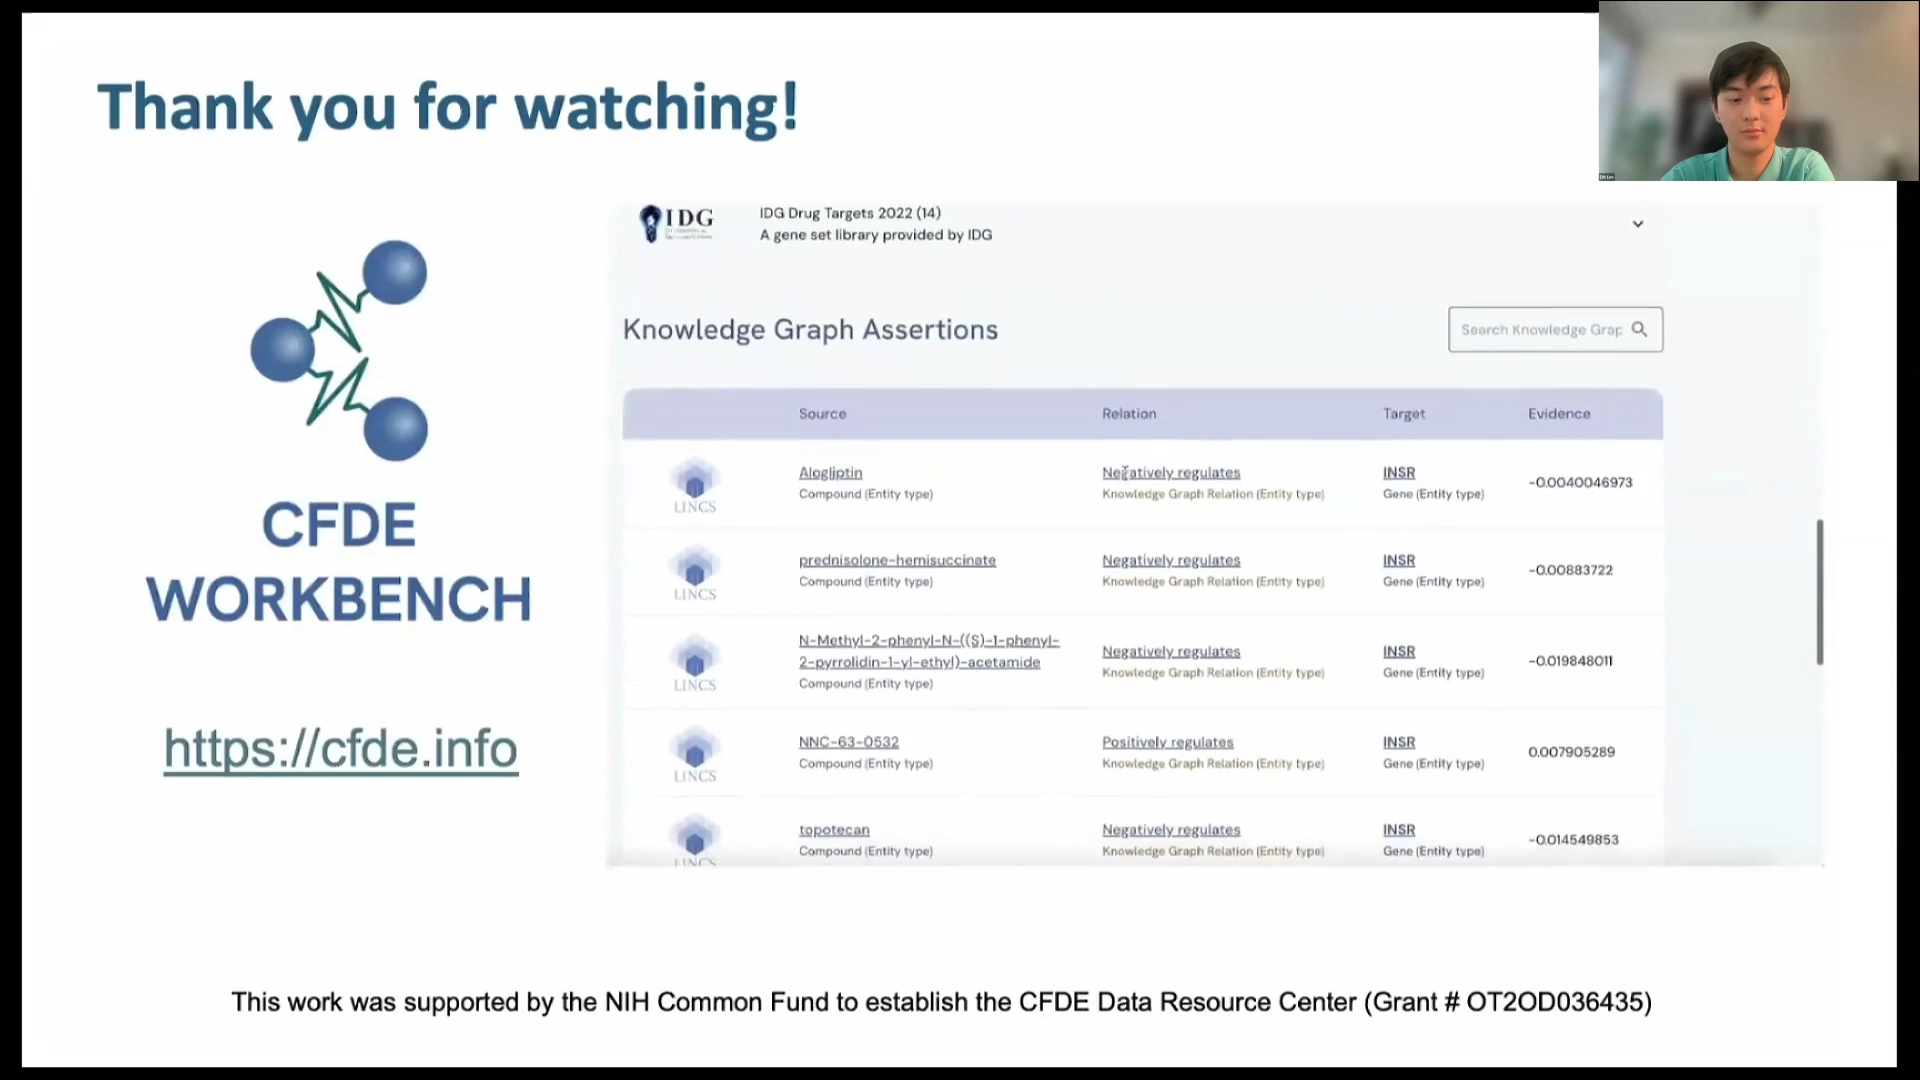 Thank you for watching!
IDG
IDG Drug Targets 2022 (14)
A gene set library provided by IDG
Knowledge Graph Assertions
Search Knowledge Grap
Source Relation Target Evidence
LINCS
Alogliptin
Compound (Entity type)
Negatively regulates
Knowledge Graph Relation (Entity type)
INSR
Gene (Entity type)
-0.0040046973
LINCS
prednisolone-hemisuccinate
Compound (Entity type)
Negatively regulates
Knowledge Graph Relation (Entity type)
INSR
Gene (Entity type)
-0.00883722
LINCS
N-Methyl-2-phenyl-N-((S)-1-phenyl-
2-pyrrolidin-1-yl-ethyl)-acetamide
Compound (Entity type)
Negatively regulates
Knowledge Graph Relation (Entity type)
INSR
Gene (Entity type)
-0.019848011
LINCS
NNC-63-0532
Compound (Entity type)
Positively regulates
Knowledge Graph Relation (Entity type)
INSR
Gene (Entity type)
0.007905289
LINCS
topotecan
Compound (Entity type)
Negatively regulates
Knowledge Graph Relation (Entity type)
INSR
Gene (Entity type)
-0.014549853
CFDE
WORKBENCH
https://cfde.info
This work was supported by the NIH Common Fund to establish the CFDE Data Resource Center (Grant # OT2OD036435)